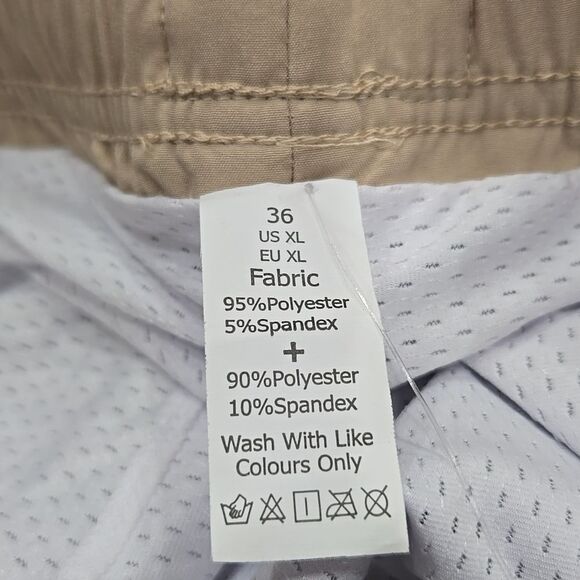 36
US XL
EU XL
Fabric
95%Polyester
5%Spandex
+
90%Polyester
10%Spandex
Wash With Like
Colours Only